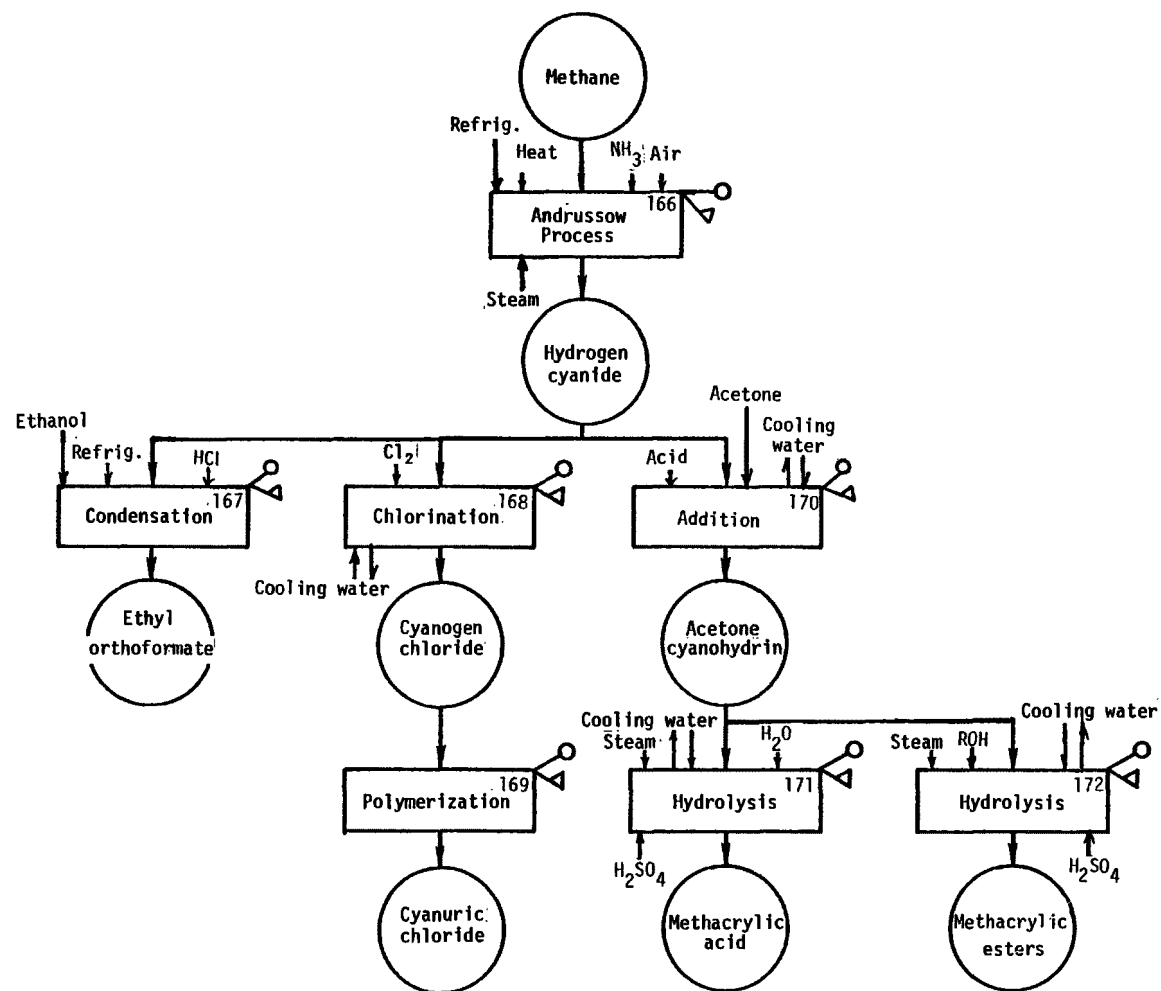 Methane
Refrig.
Heat
NH3 Air
166
Andrussow
Process
Steam
Hydrogen
cyanide
Ethanol
Refrig.
HCl
Cl2
Acid
Acetone
Cooling
water
167
Condensation
168
Chlorination
170
Addition
Cooling water
Ethyl
orthoformate
Cyanogen
chloride
Acetone
cyanohydrin
Cooling water
Steam
H2O
Steam
ROH
Cooling water
169
Polymerization
171
Hydrolysis
172
Hydrolysis
H2SO4
H2SO4
Cyanuric
chloride
Methacrylic
acid
Methacrylic
esters